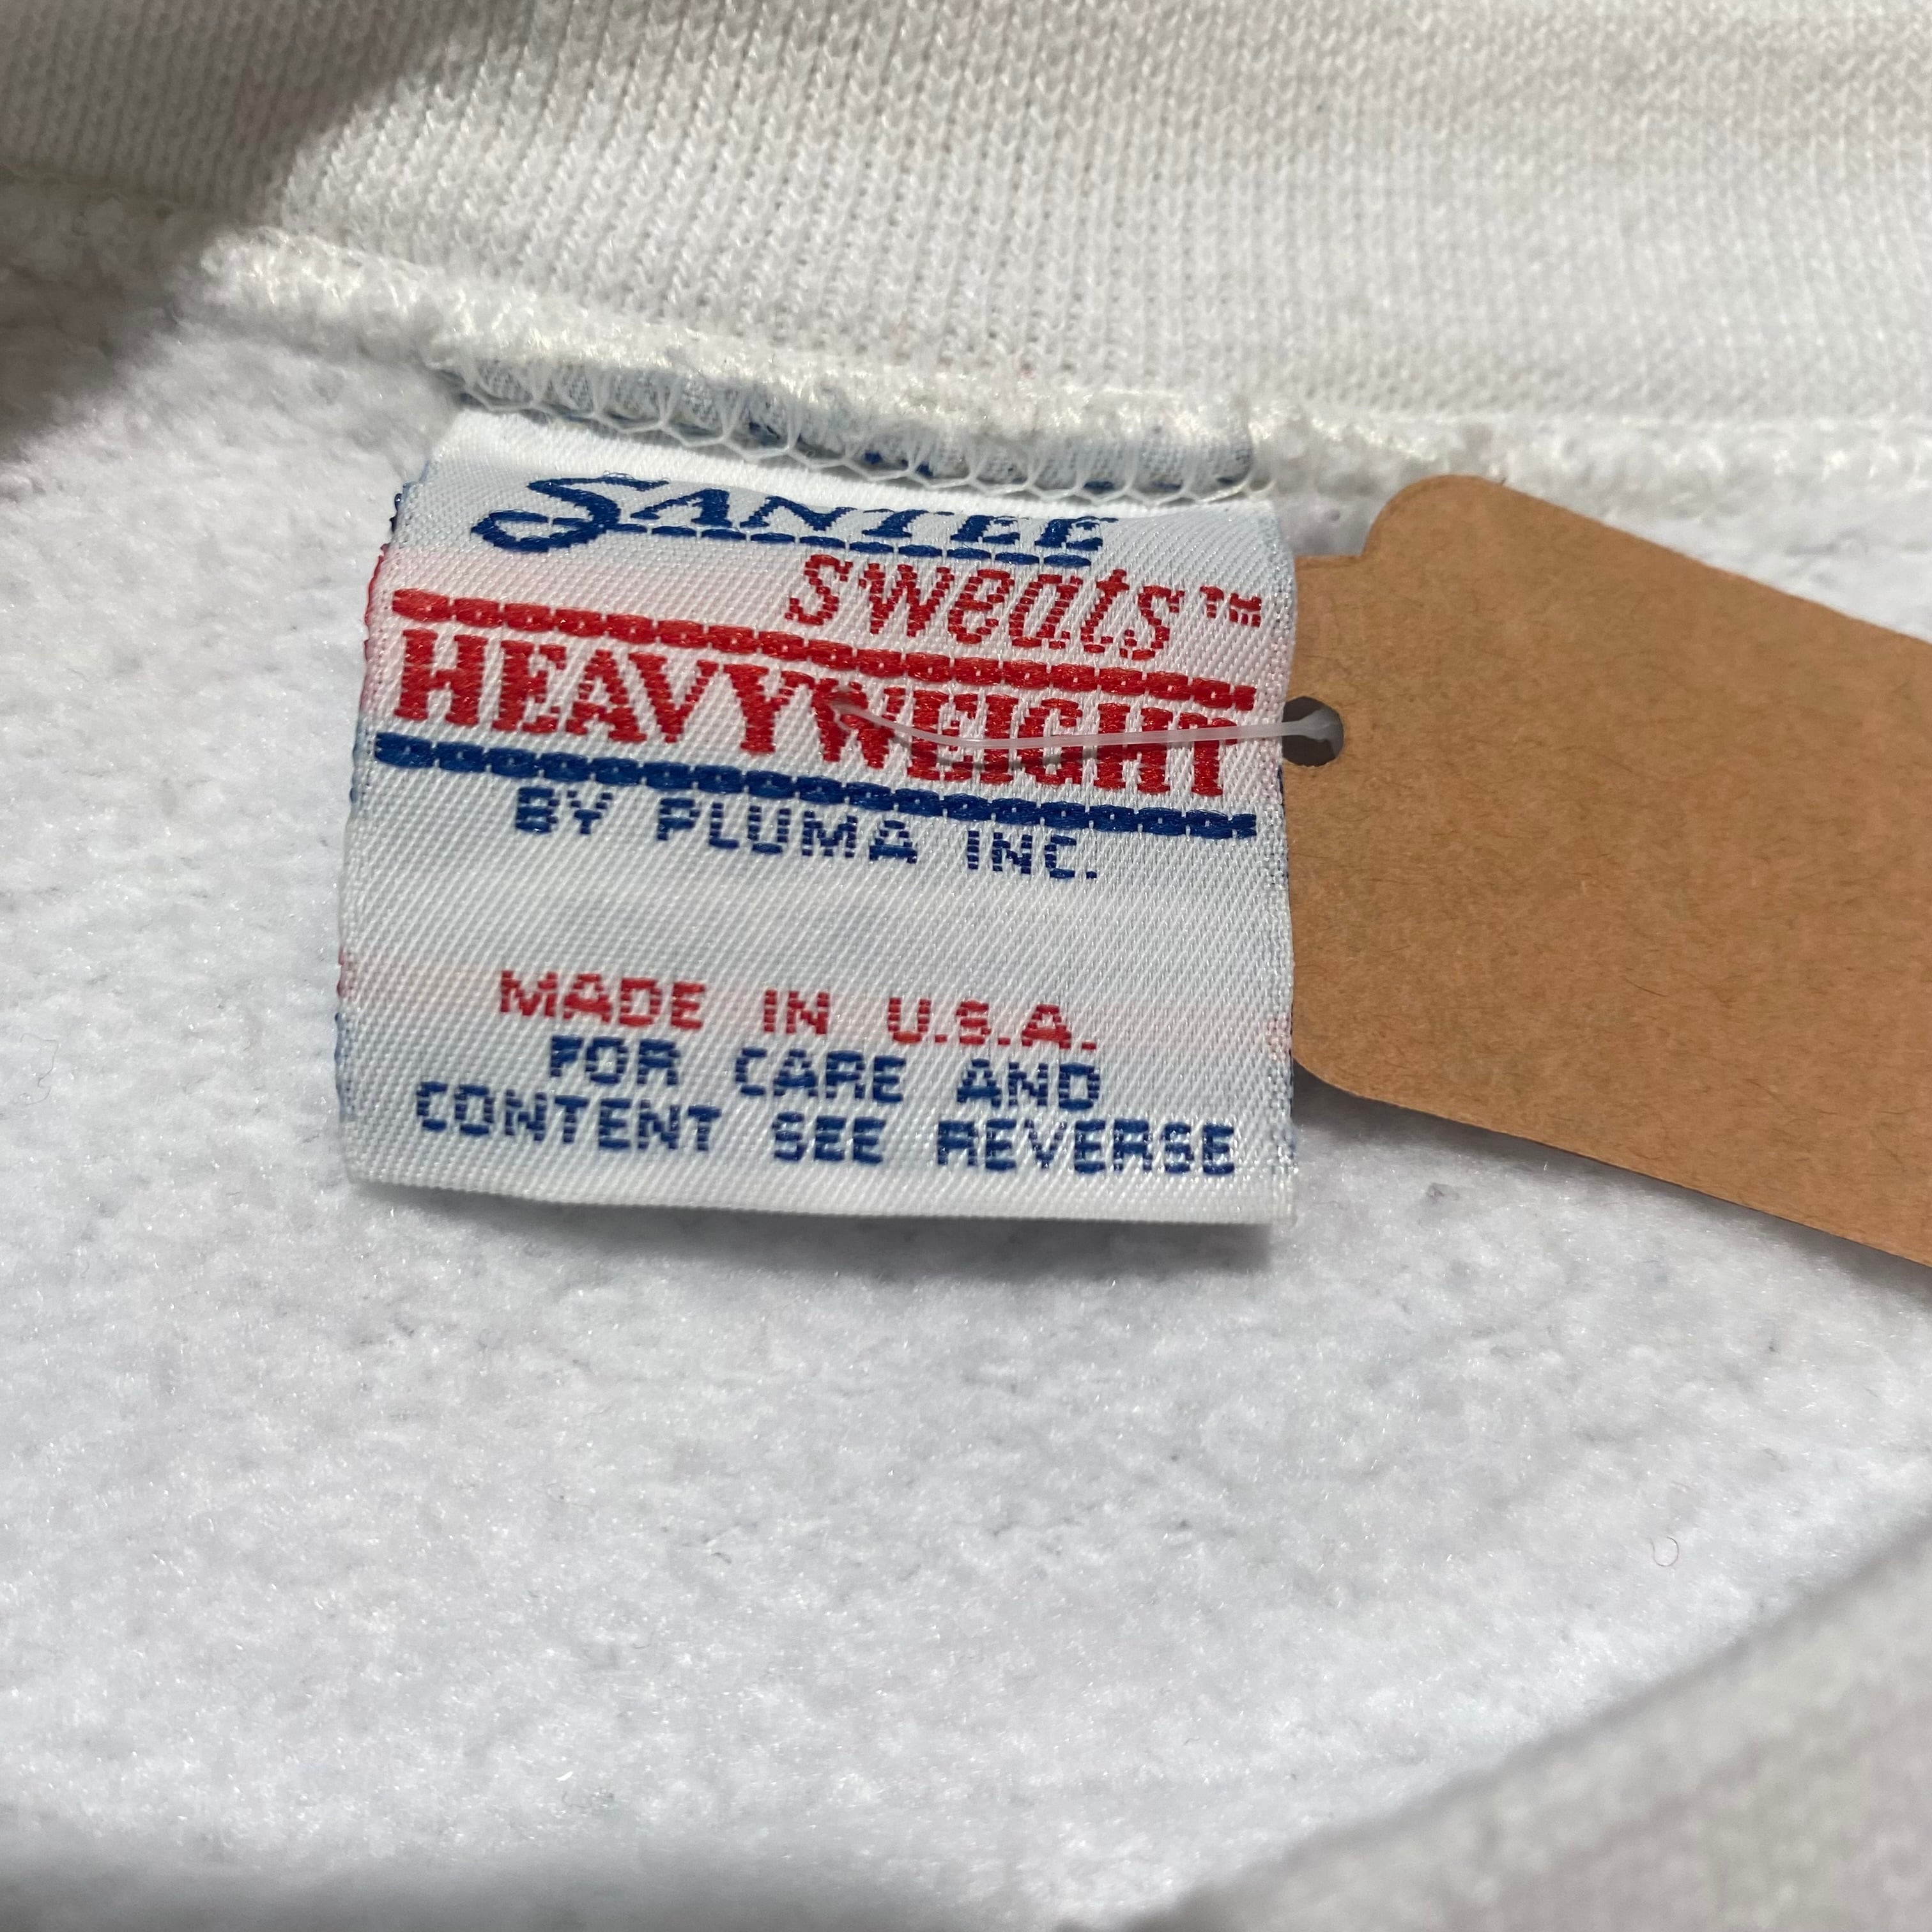 SANTEE
sweats™
HEAVYWEIGHT
BY PLUMA INC.
MADE IN U.S.A.
FOR CARE AND
CONTENT SEE REVERSE